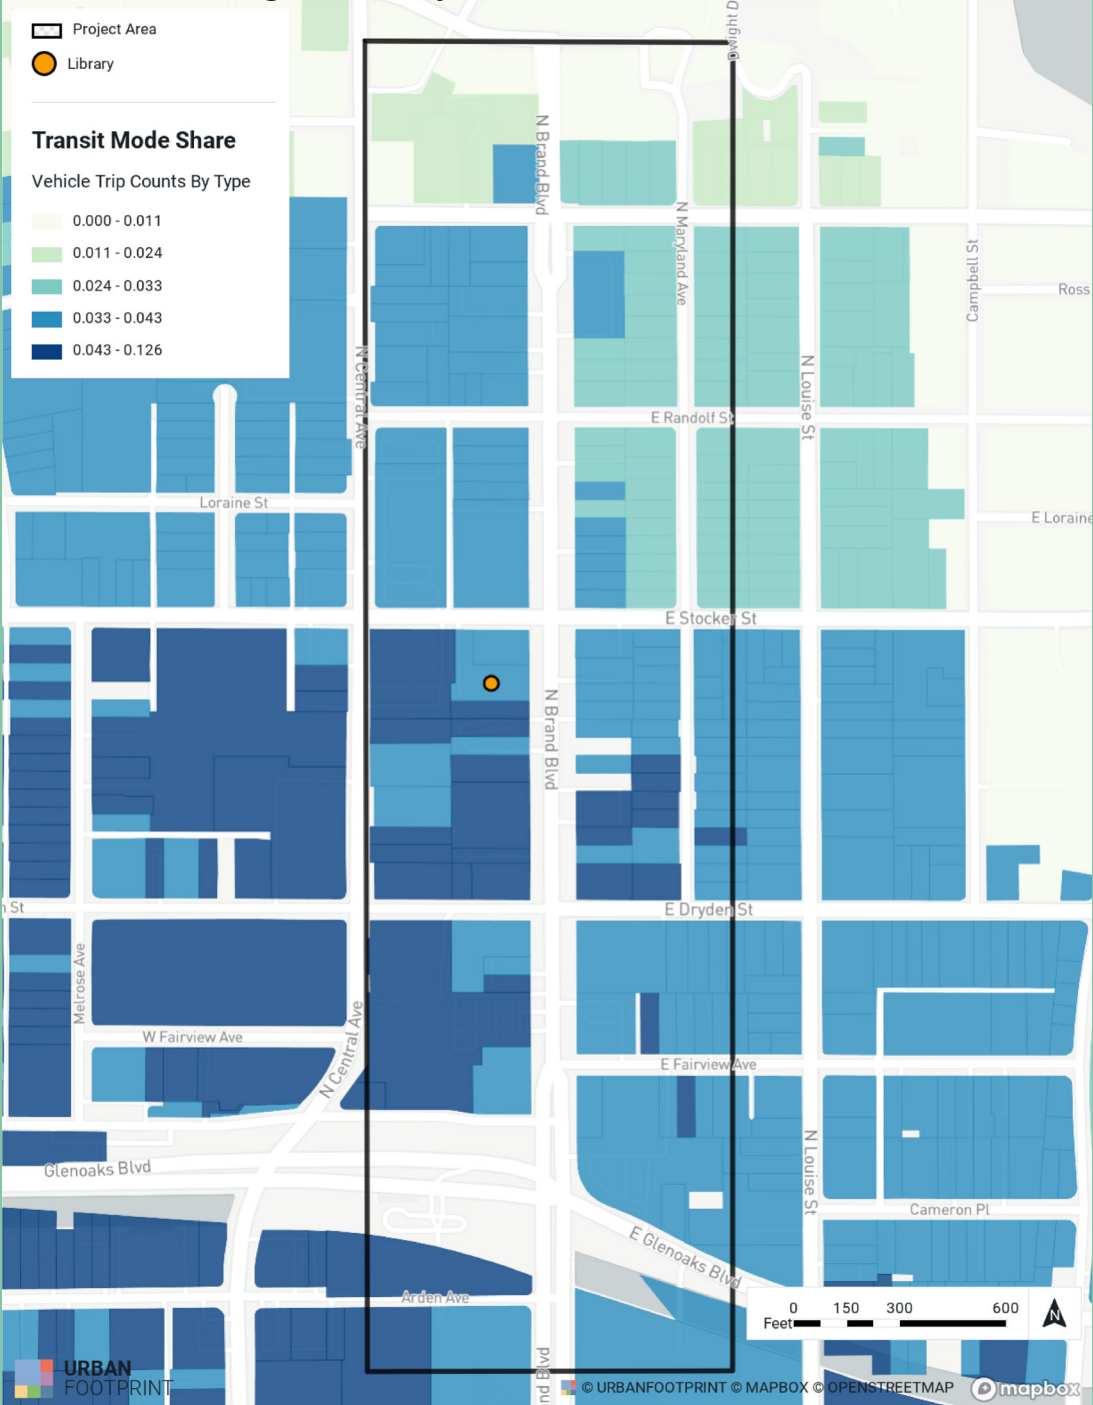 Project Area
Library
Transit Mode Share
Vehicle Trip Counts By Type
0.000 - 0.011
0.011 - 0.024
0.024 - 0.033
0.033 - 0.043
0.043 - 0.126
Dwight D
N Brand Blvd
N Maryland Ave
Campbell St
Ross
N Central Ave
N Louise St
E Randolf St
Loraine St
E Loraine
E Stocker St
N Brand Blvd
n St
E Dryden St
Melrose Ave
W Fairview Ave
N Central Ave
E Fairview Ave
Glenoaks Blvd
N Louise St
Cameron Pl
E Glenoaks Blvd
Arden Ave
0 150 300 600
Feet
N
nd Blvd
URBAN
FOOTPRINT
© URBANFOOTPRINT © MAPBOX © OPENSTREETMAP
mapbox